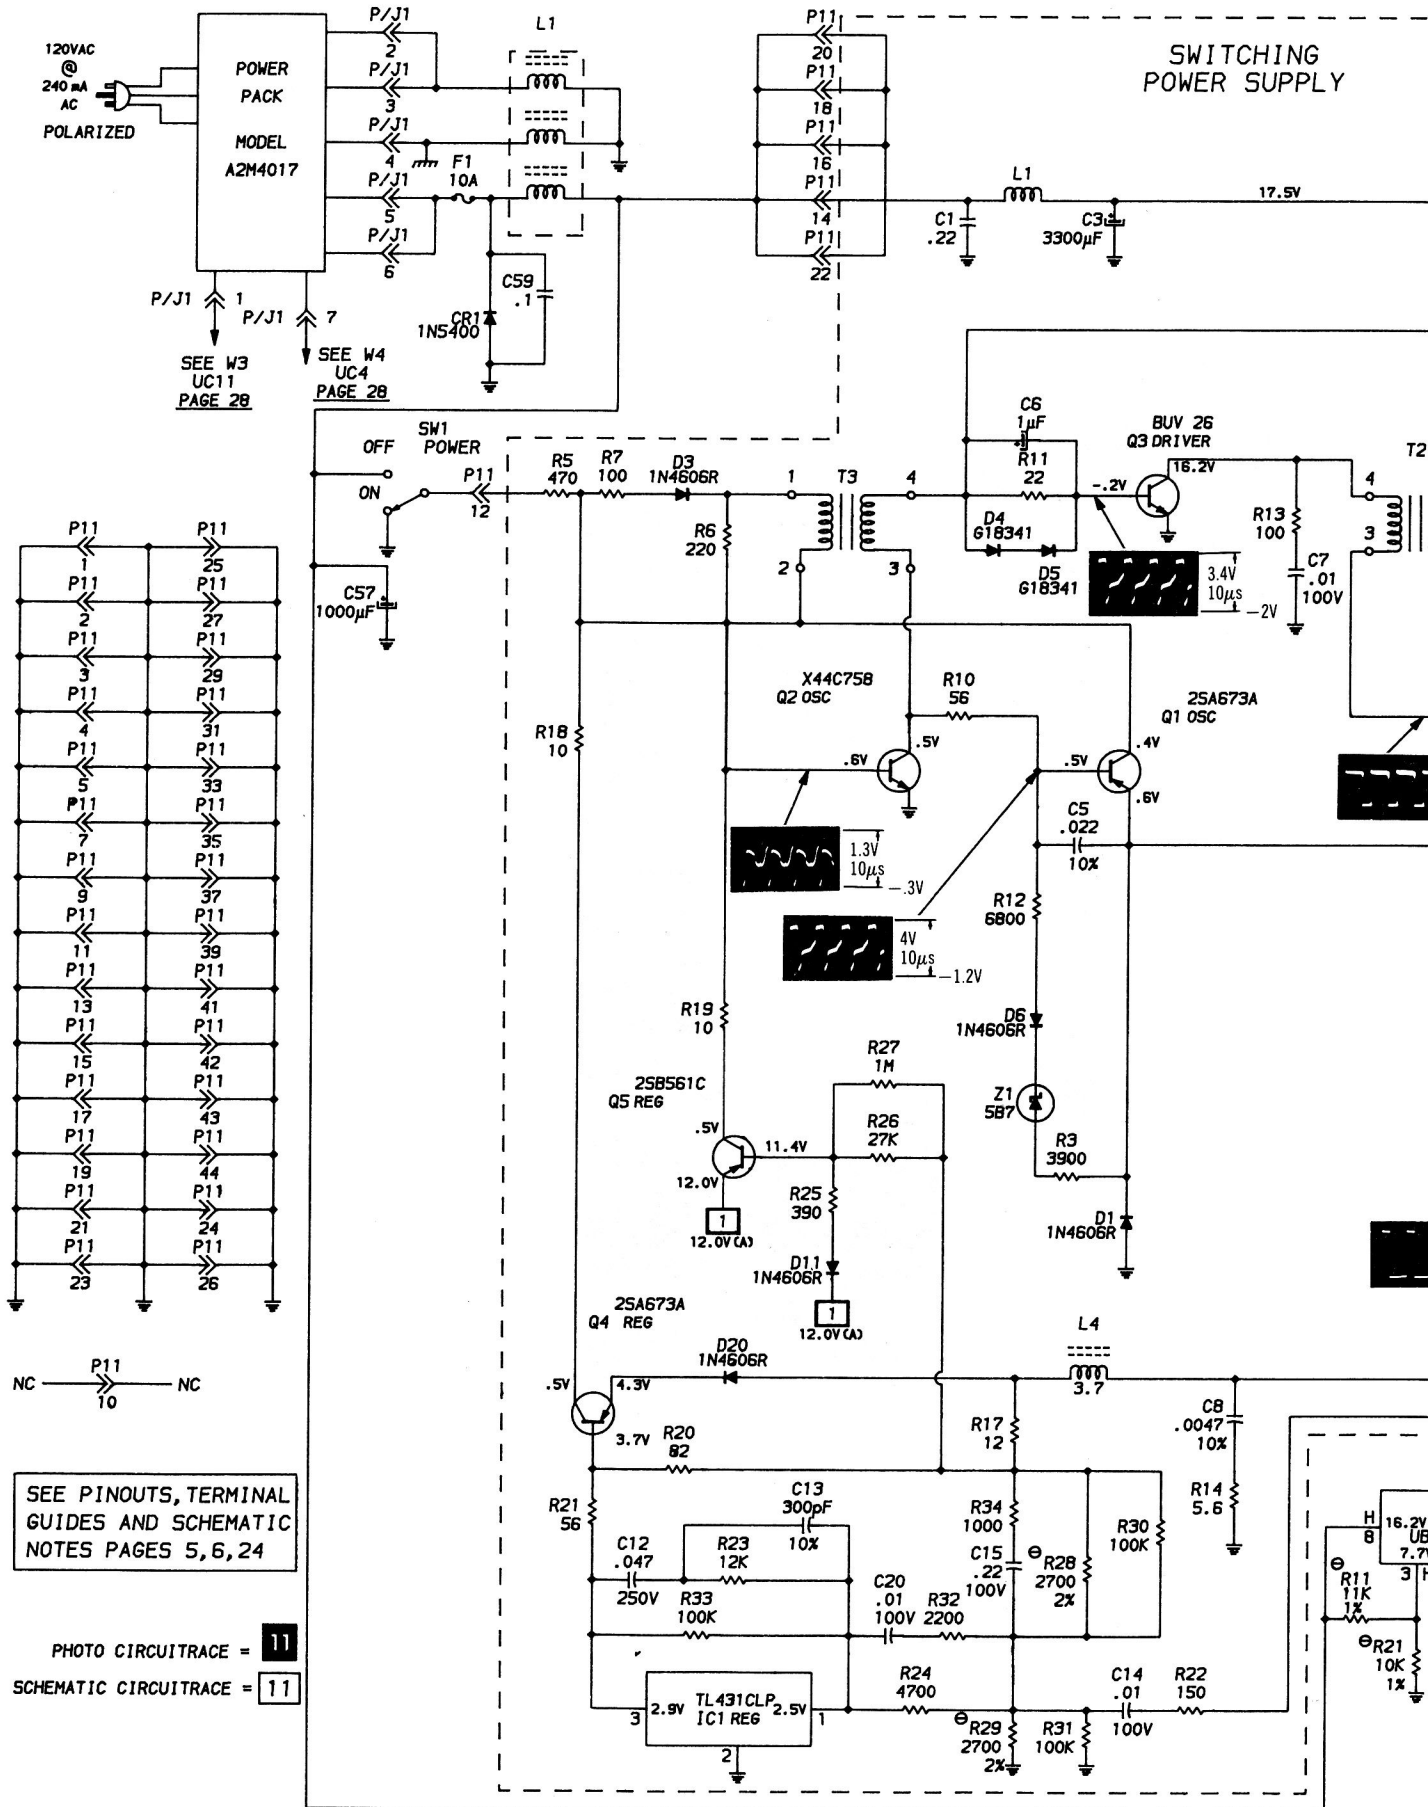 SWITCHING
POWER SUPPLY
120VAC
@
240 mA
AC
POLARIZED
POWER
PACK
MODEL
A2M4017
P/J1
2
P/J1
3
P/J1
4
P/J1
5
P/J1
6
F1
10A
L1
P11
20
P11
18
P11
16
P11
14
P11
22
C1
.22
L1
C3
3300µF
17.5V
C59
.1
CR1
1N5400
P/J1
1
P/J1
7
SEE W3
UC11
PAGE 28
SEE W4
UC4
PAGE 28
OFF
SW1
POWER
ON
P11
12
R5
470
R7
100
D3
1N4606R
R6
220
1
T3
4
2
3
C6
1µF
R11
22
D4
G18341
D5
G18341
BUV 26
Q3 DRIVER
16.2V
-.2V
3.4V
10µs
-2V
R13
100
C7
.01
100V
T2
4
3
C57
1000µF
P11
1
P11
25
P11
2
P11
27
P11
3
P11
29
P11
4
P11
31
P11
5
P11
33
P11
7
P11
35
P11
9
P11
37
P11
11
P11
39
P11
13
P11
41
P11
15
P11
42
P11
17
P11
43
P11
19
P11
44
P11
21
P11
24
P11
23
P11
26
NC
P11
10
NC
R18
10
X44C758
Q2 OSC
.5V
.6V
R10
56
2SA673A
Q1 OSC
.4V
.5V
.6V
C5
.022
10%
1.3V
10µs
-.3V
4V
10µs
-1.2V
R12
6800
D6
1N4606R
Z1
5B7
R3
3900
D1
1N4606R
R19
10
R27
1M
R26
27K
2SB561C
Q5 REG
.5V
11.4V
12.0V
1
12.0V(A)
R25
390
D11
1N4606R
1
12.0V(A)
2SA673A
Q4 REG
.5V
4.3V
3.7V
D20
1N4606R
L4
3.7
C8
.0047
10%
R14
5.6
R17
12
R20
82
R21
56
C13
300pF
10%
C12
.047
250V
R23
12K
R33
100K
R34
1000
C15
.22
100V
R28
2700
2%
R30
100K
C20
.01
100V
R32
2200
TL431CLP
IC1 REG
2.9V
2.5V
3
1
2
R24
4700
R29
2700
2%
R31
100K
C14
.01
100V
R22
150
H
8
16.2V
UB
7.7V
3 H
R11
11K
1%
R21
10K
1%
SEE PINOUTS, TERMINAL
GUIDES AND SCHEMATIC
NOTES PAGES 5,6,24
PHOTO CIRCUITRACE = 11
SCHEMATIC CIRCUITRACE = 11